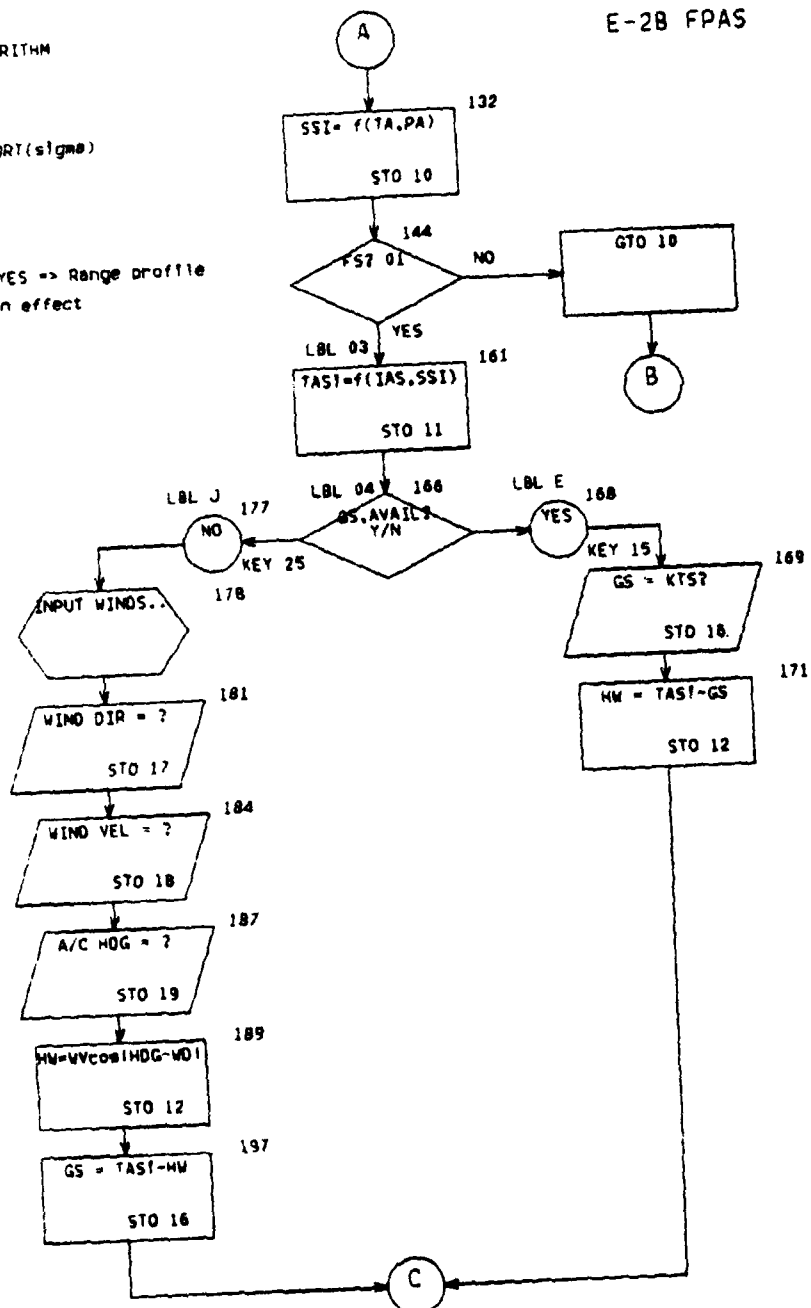 E-2B FPAS
RITHM
A
132
SSI= f(TA.PA)
STO 10
QRT(sigma)
144
FS? 01
NO
GTO 10
YES => Range profile
n effect
YES
LBL 03
161
TAS!=f(IAS.SSI)
STO 11
B
LBL J
177
NO
KEY 25
LBL 04
166
GS.AVAIL?
Y/N
LBL E
168
YES
KEY 15
178
INPUT WINDS..
169
GS = KTS?
STO 16.
181
WIND DIR = ?
STO 17
171
HW = TAS!-GS
STO 12
184
WIND VEL = ?
STO 18
187
A/C HDG = ?
STO 19
189
HW=WVcos|HDG-WD|
STO 12
197
GS = TAS!-HW
STO 16
C